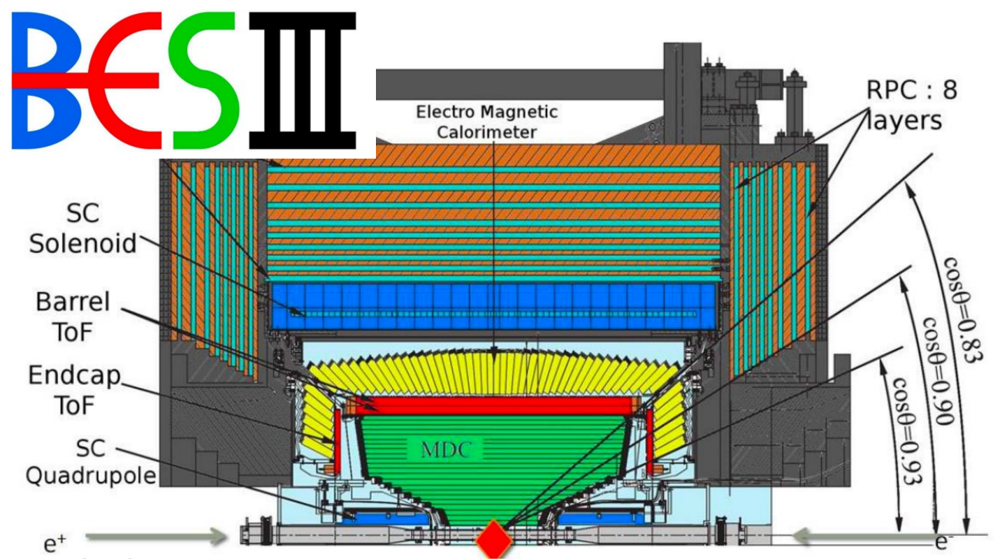 BESIII
Electro Magnetic
Calorimeter
RPC : 8
layers
SC
Solenoid
Barrel
ToF
Endcap
ToF
SC
Quadrupole
MDC
cosθ=0.83
cosθ=0.90
cosθ=0.93
e⁺
e⁻